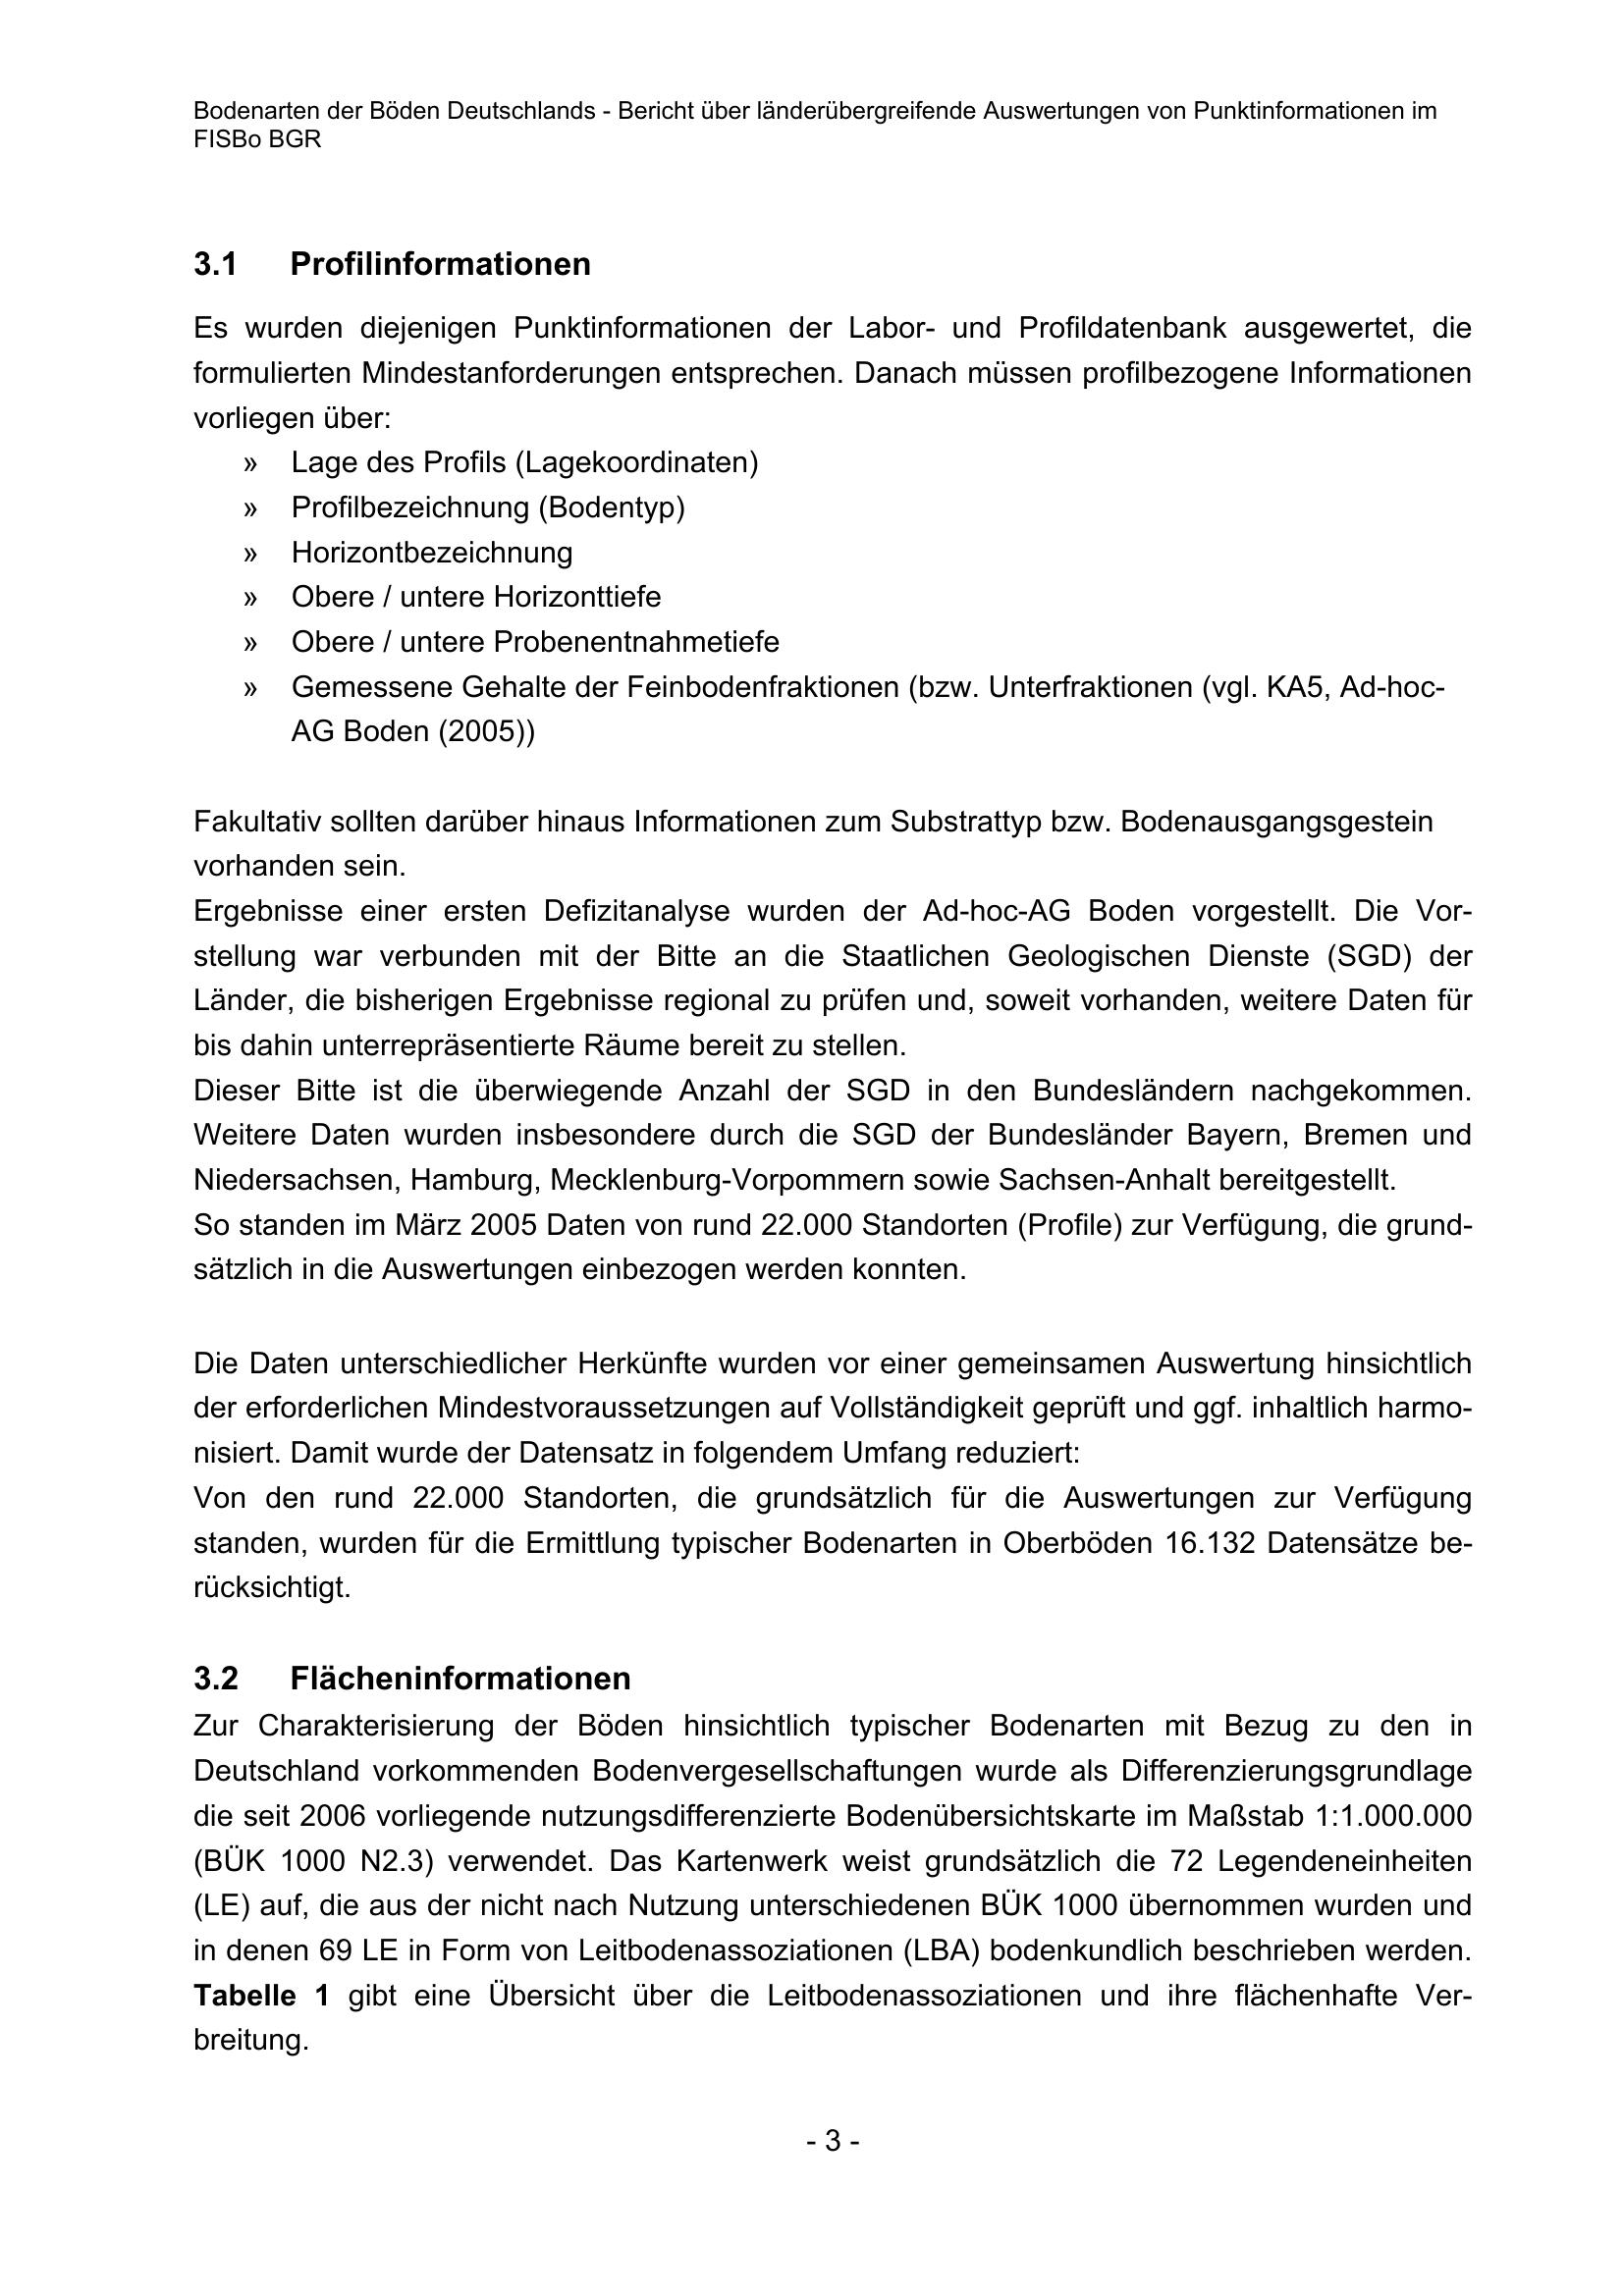 Bodenarten der Böden Deutschlands - Bericht über länderübergreifende Auswertungen von Punktinformationen im
FISBo BGR
3.1 Profilinformationen
Es wurden diejenigen Punktinformationen der Labor- und Profildatenbank ausgewertet, die
formulierten Mindestanforderungen entsprechen. Danach müssen profilbezogene Informationen
vorliegen über:
» Lage des Profils (Lagekoordinaten)
» Profilbezeichnung (Bodentyp)
» Horizontbezeichnung
» Obere / untere Horizonttiefe
» Obere / untere Probenentnahmetiefe
» Gemessene Gehalte der Feinbodenfraktionen (bzw. Unterfraktionen (vgl. KA5, Ad-hoc-
AG Boden (2005))
Fakultativ sollten darüber hinaus Informationen zum Substrattyp bzw. Bodenausgangsgestein
vorhanden sein.
Ergebnisse einer ersten Defizitanalyse wurden der Ad-hoc-AG Boden vorgestellt. Die Vor-
stellung war verbunden mit der Bitte an die Staatlichen Geologischen Dienste (SGD) der
Länder, die bisherigen Ergebnisse regional zu prüfen und, soweit vorhanden, weitere Daten für
bis dahin unterrepräsentierte Räume bereit zu stellen.
Dieser Bitte ist die überwiegende Anzahl der SGD in den Bundesländern nachgekommen.
Weitere Daten wurden insbesondere durch die SGD der Bundesländer Bayern, Bremen und
Niedersachsen, Hamburg, Mecklenburg-Vorpommern sowie Sachsen-Anhalt bereitgestellt.
So standen im März 2005 Daten von rund 22.000 Standorten (Profile) zur Verfügung, die grund-
sätzlich in die Auswertungen einbezogen werden konnten.
Die Daten unterschiedlicher Herkünfte wurden vor einer gemeinsamen Auswertung hinsichtlich
der erforderlichen Mindestvoraussetzungen auf Vollständigkeit geprüft und ggf. inhaltlich harmo-
nisiert. Damit wurde der Datensatz in folgendem Umfang reduziert:
Von den rund 22.000 Standorten, die grundsätzlich für die Auswertungen zur Verfügung
standen, wurden für die Ermittlung typischer Bodenarten in Oberböden 16.132 Datensätze be-
rücksichtigt.
3.2 Flächeninformationen
Zur Charakterisierung der Böden hinsichtlich typischer Bodenarten mit Bezug zu den in
Deutschland vorkommenden Bodenvergesellschaftungen wurde als Differenzierungsgrundlage
die seit 2006 vorliegende nutzungsdifferenzierte Bodenübersichtskarte im Maßstab 1:1.000.000
(BÜK 1000 N2.3) verwendet. Das Kartenwerk weist grundsätzlich die 72 Legendeneinheiten
(LE) auf, die aus der nicht nach Nutzung unterschiedenen BÜK 1000 übernommen wurden und
in denen 69 LE in Form von Leitbodenassoziationen (LBA) bodenkundlich beschrieben werden.
Tabelle 1 gibt eine Übersicht über die Leitbodenassoziationen und ihre flächenhafte Ver-
breitung.
- 3 -